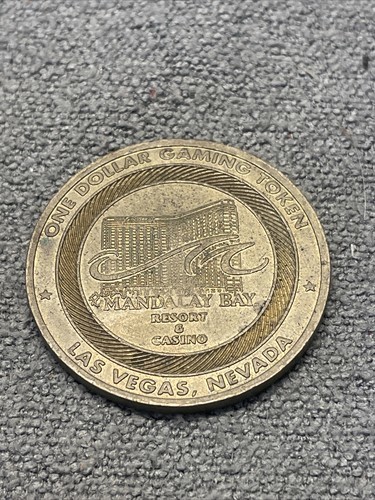 ONE DOLLAR GAMING TOKEN
MANDALAY BAY
RESORT
&
CASINO
LAS VEGAS, NEVADA